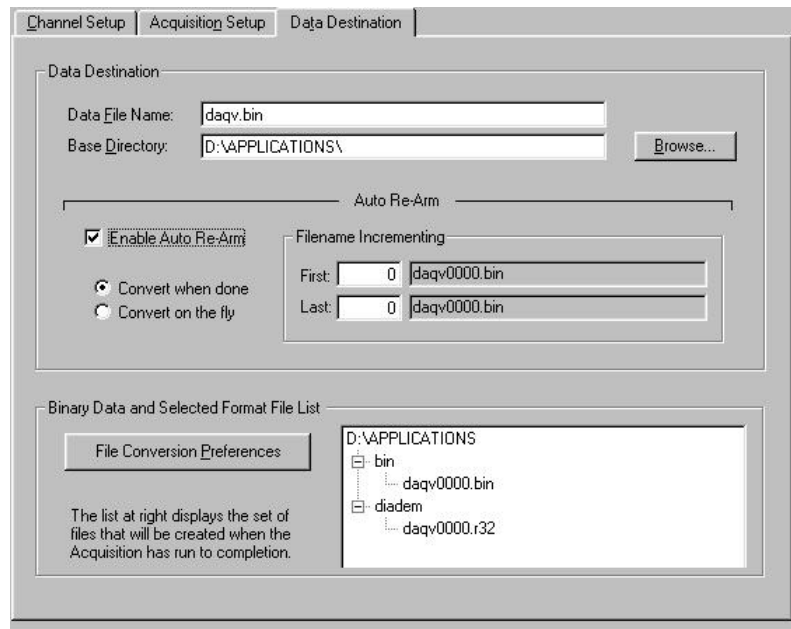 Channel Setup Acquisition Setup Data Destination
Data Destination
Data File Name: daqv.bin
Base Directory: D:\APPLICATIONS\ Browse...
Auto Re-Arm
Enable Auto Re-Arm
Filename Incrementing
First: 0 daqv0000.bin
Convert when done
Last: 0 daqv0000.bin
Convert on the fly
Binary Data and Selected Format File List
File Conversion Preferences
D:\APPLICATIONS
bin
daqv0000.bin
diadem
daqv0000.r32
The list at right displays the set of
files that will be created when the
Acquisition has run to completion.